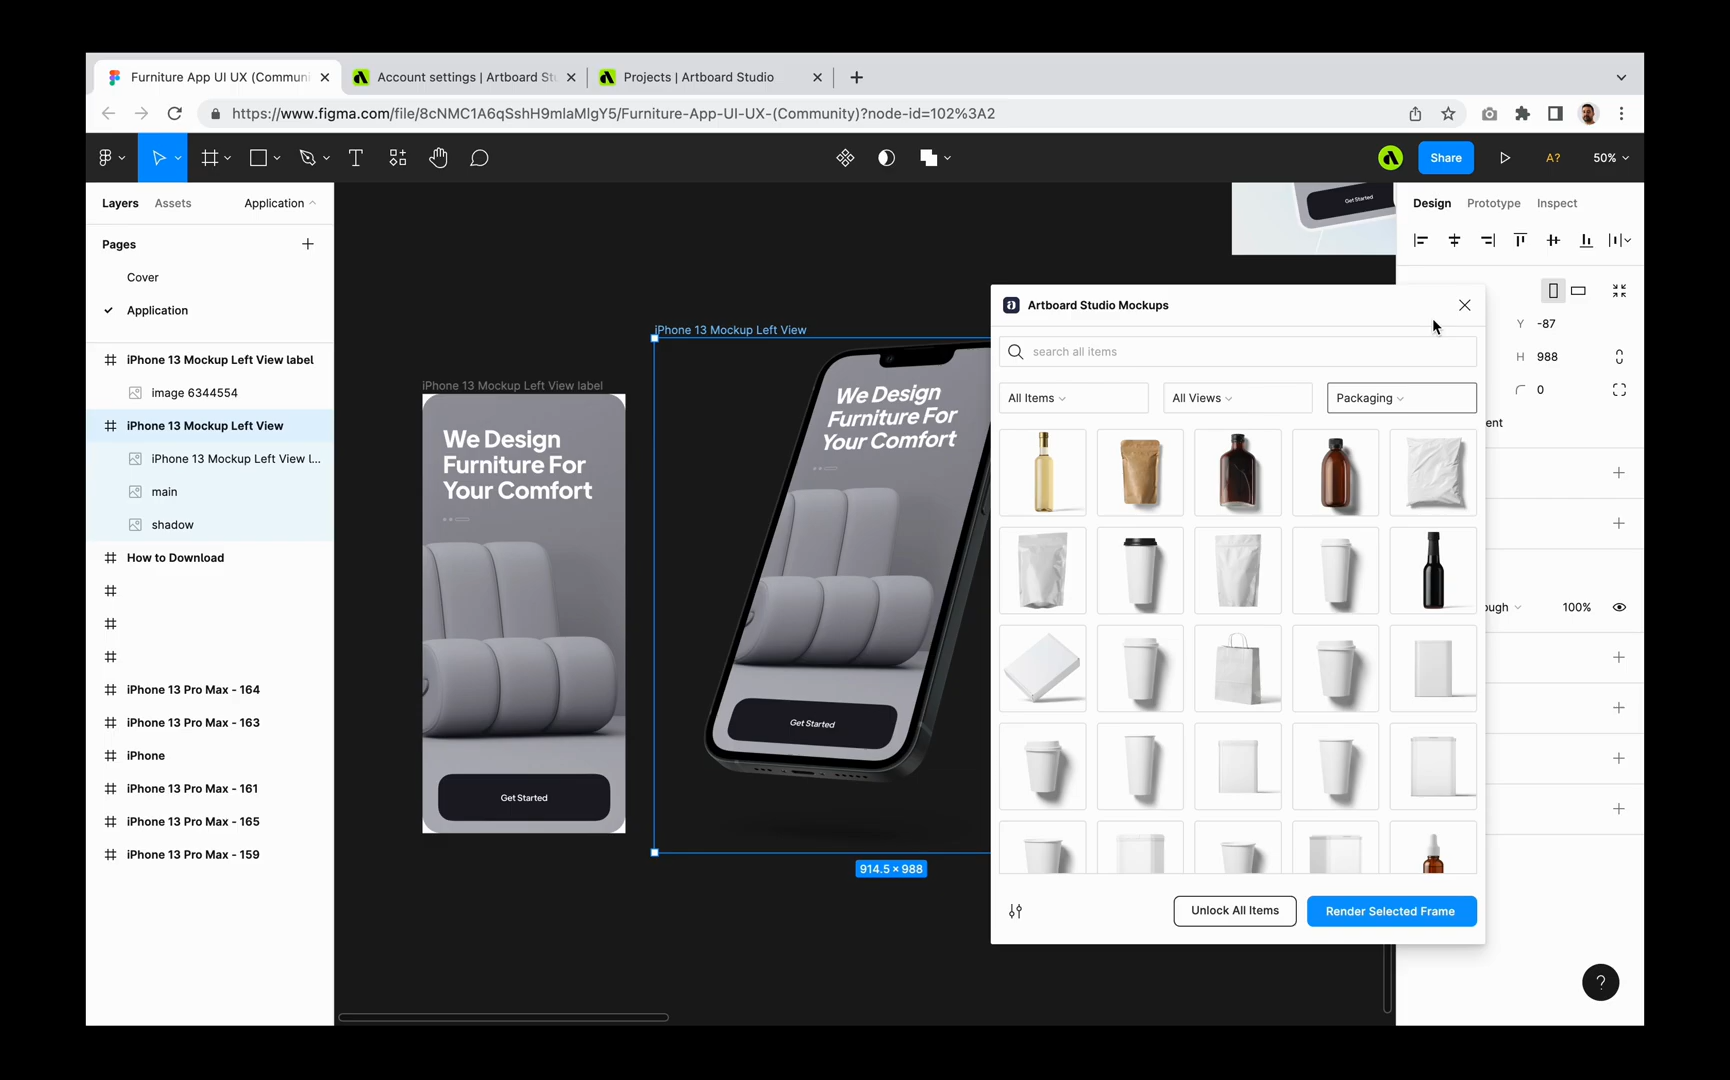 Furniture App UI UX (Communi
Account settings | Artboard Stu
Projects | Artboard Studio
https://www.figma.com/file/8cNMC1A6qSshH9mlaMlgY5/Furniture-App-UI-UX-(Community)?node-id=102%3A2
Share
A?
50%
Layers
Assets
Application
Pages
Cover
Application
iPhone 13 Mockup Left View label
image 6344554
iPhone 13 Mockup Left View
iPhone 13 Mockup Left View l...
main
shadow
How to Download
iPhone 13 Pro Max - 164
iPhone 13 Pro Max - 163
iPhone
iPhone 13 Pro Max - 161
iPhone 13 Pro Max - 165
iPhone 13 Pro Max - 159
iPhone 13 Mockup Left View label
We Design
Furniture For
Your Comfort
Get Started
iPhone 13 Mockup Left View
We Design
Furniture For
Your Comfort
Get Started
914.5 × 988
Get Started
Artboard Studio Mockups
search all items
All Items
All Views
Packaging
Unlock All Items
Render Selected Frame
Design
Prototype
Inspect
Y -87
H 988
0
ent
ough
100%
?